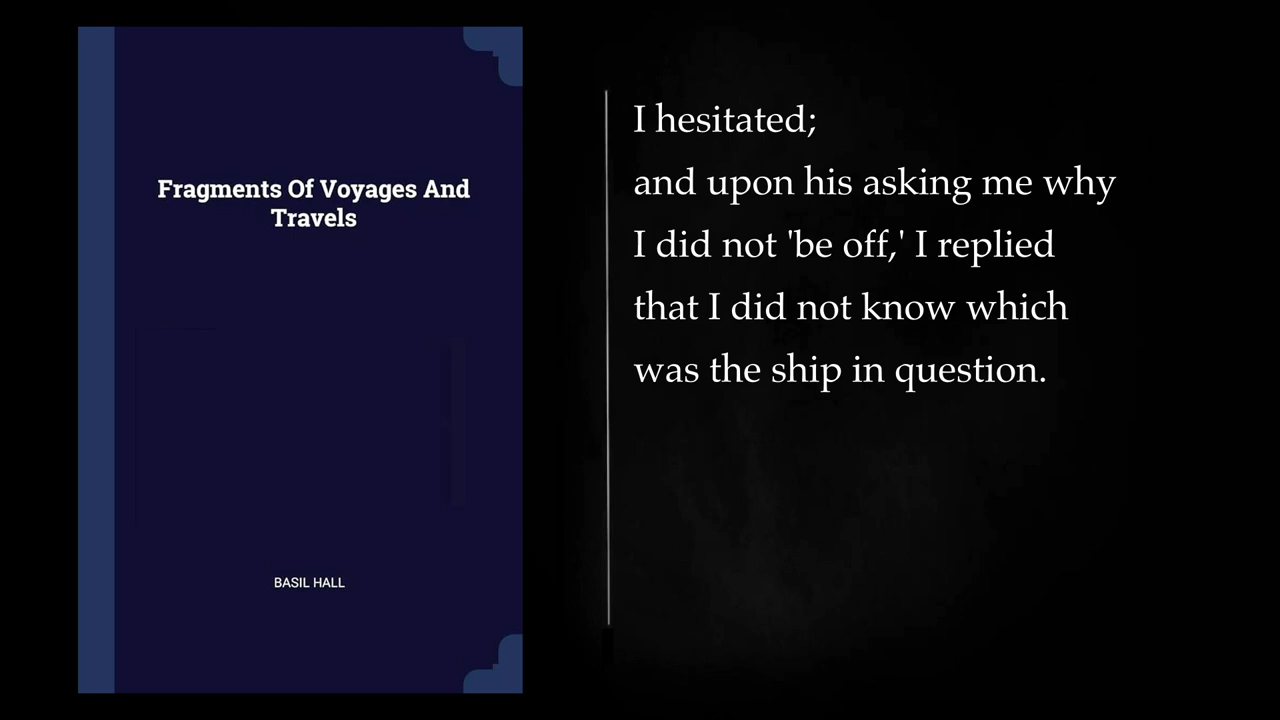 Fragments Of Voyages And
Travels
BASIL HALL
I hesitated;
and upon his asking me why
I did not 'be off,' I replied
that I did not know which
was the ship in question.